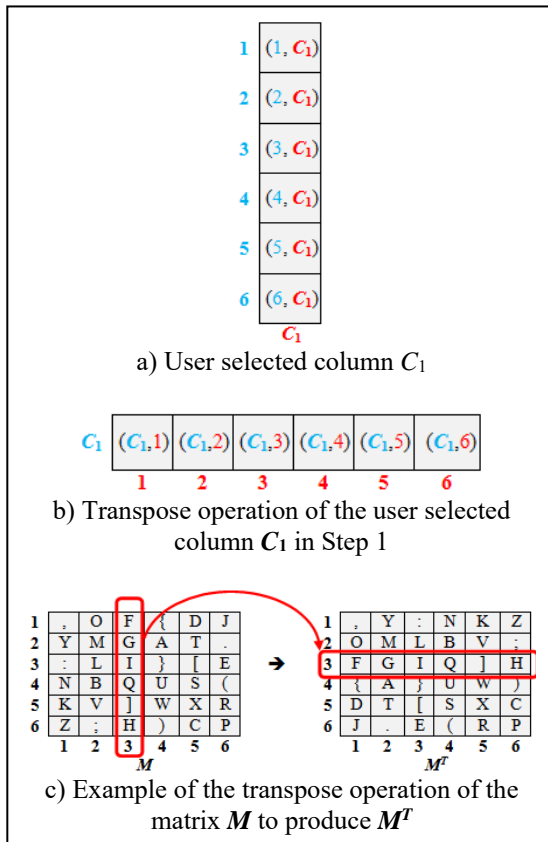 1 (1, C1)
2 (2, C1)
3 (3, C1)
4 (4, C1)
5 (5, C1)
6 (6, C1)
C1
a) User selected column C1
C1 (C1,1) (C1,2) (C1,3) (C1,4) (C1,5) (C1,6)
1 2 3 4 5 6
b) Transpose operation of the user selected
column C1 in Step 1
1 , O F { D J 1 , Y : N K Z
2 Y M G A T . 2 O M L B V ;
3 : L I } [ E ➔ 3 F G I Q ] H
4 N B Q U S ( 4 { A } U W )
5 K V ] W X R 5 D T [ S X C
6 Z ; H ) C P 6 J . E ( R P
1 2 3 4 5 6 1 2 3 4 5 6
M M^T
c) Example of the transpose operation of the
matrix M to produce M^T